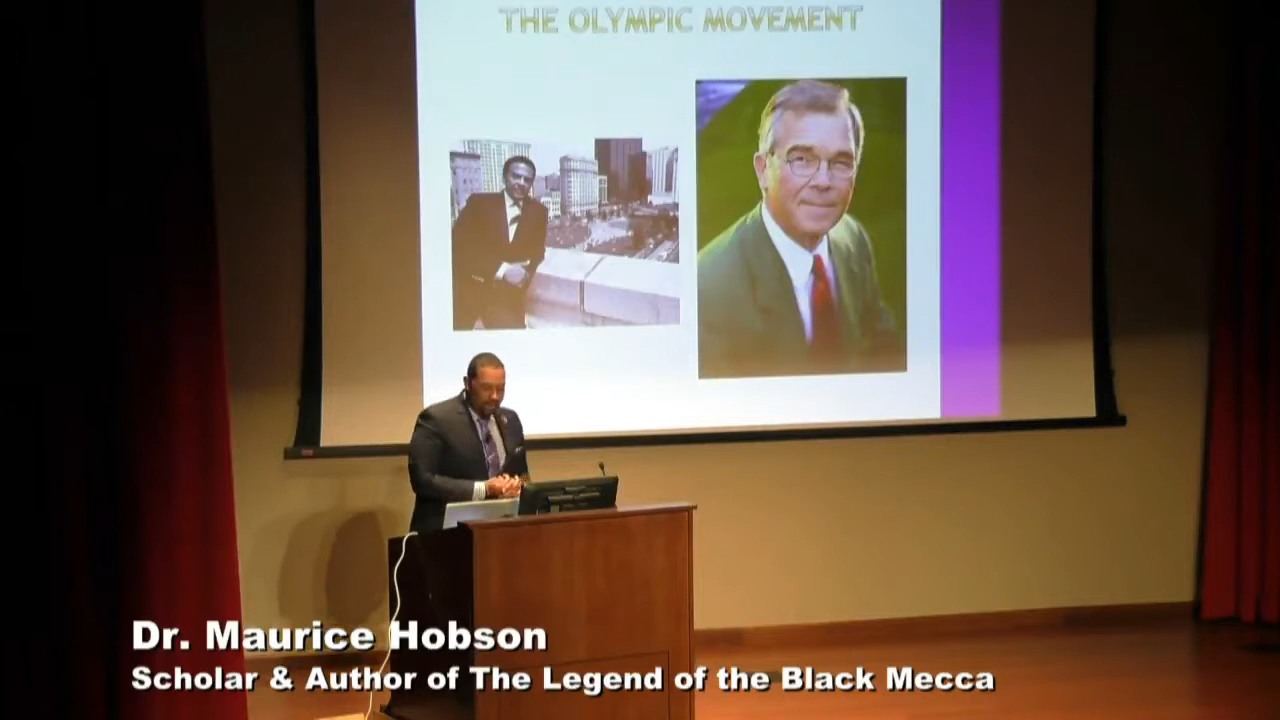 THE OLYMPIC MOVEMENT
Dr. Maurice Hobson
Scholar & Author of The Legend of the Black Mecca